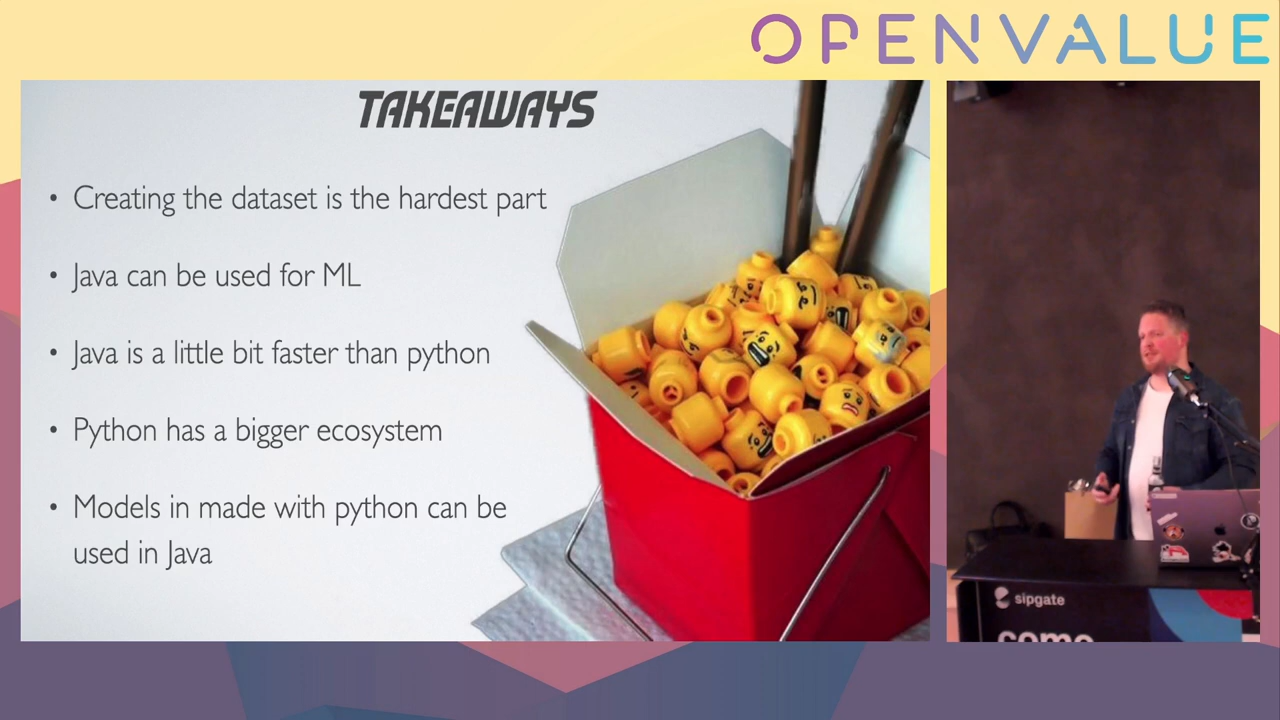 OPENVALUE
TAKEAWAYS
• Creating the dataset is the hardest part
• Java can be used for ML
• Java is a little bit faster than python
• Python has a bigger ecosystem
• Models in made with python can be
used in Java
sipgate
come